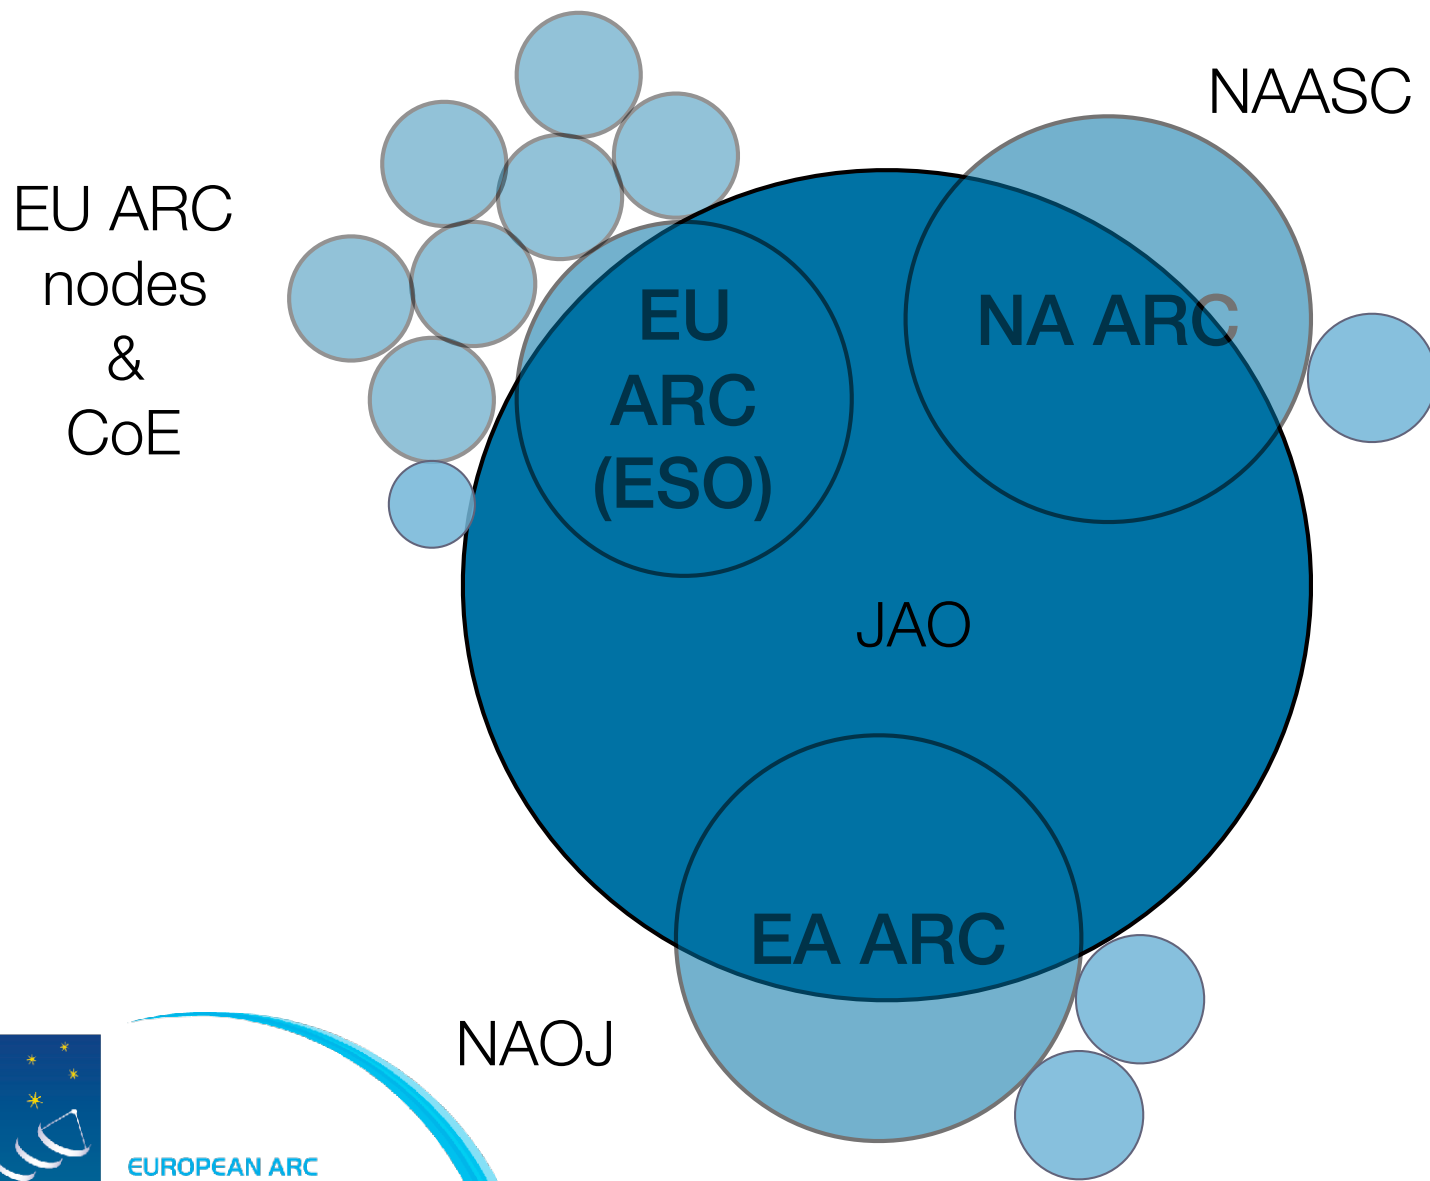 NAASC
EU ARC
nodes
&
CoE
EU
ARC
(ESO)
NA ARC
JAO
EA ARC
NAOJ
EUROPEAN ARC